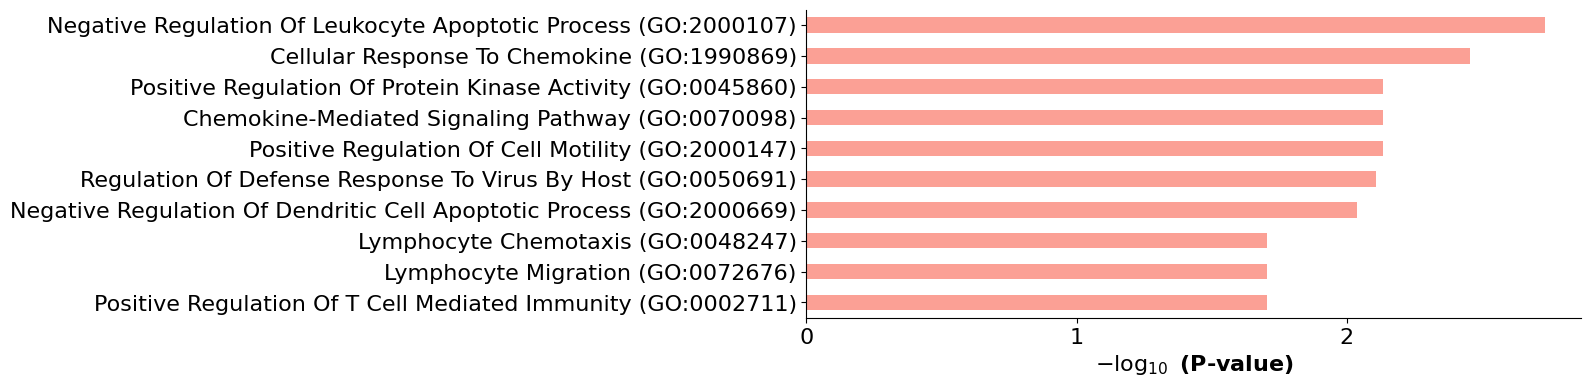 Negative Regulation Of Leukocyte Apoptotic Process (GO:2000107)
Cellular Response To Chemokine (GO:1990869)
Positive Regulation Of Protein Kinase Activity (GO:0045860)
Chemokine-Mediated Signaling Pathway (GO:0070098)
Positive Regulation Of Cell Motility (GO:2000147)
Regulation Of Defense Response To Virus By Host (GO:0050691)
Negative Regulation Of Dendritic Cell Apoptotic Process (GO:2000669)
Lymphocyte Chemotaxis (GO:0048247)
Lymphocyte Migration (GO:0072676)
Positive Regulation Of T Cell Mediated Immunity (GO:0002711)
0 1 2
−log₁₀ (P-value)